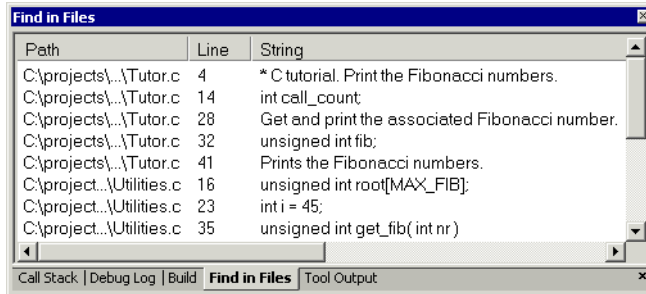 Find in Files
Path Line String
C:\projects\...\Tutor.c 4 * C tutorial. Print the Fibonacci numbers.
C:\projects\...\Tutor.c 14 int call_count;
C:\projects\...\Tutor.c 28 Get and print the associated Fibonacci number.
C:\projects\...\Tutor.c 32 unsigned int fib;
C:\projects\...\Tutor.c 41 Prints the Fibonacci numbers.
C:\project...\Utilities.c 16 unsigned int root[MAX_FIB];
C:\project...\Utilities.c 23 int i = 45;
C:\project...\Utilities.c 35 unsigned int get_fib( int nr )
Call Stack | Debug Log | Build | Find in Files | Tool Output